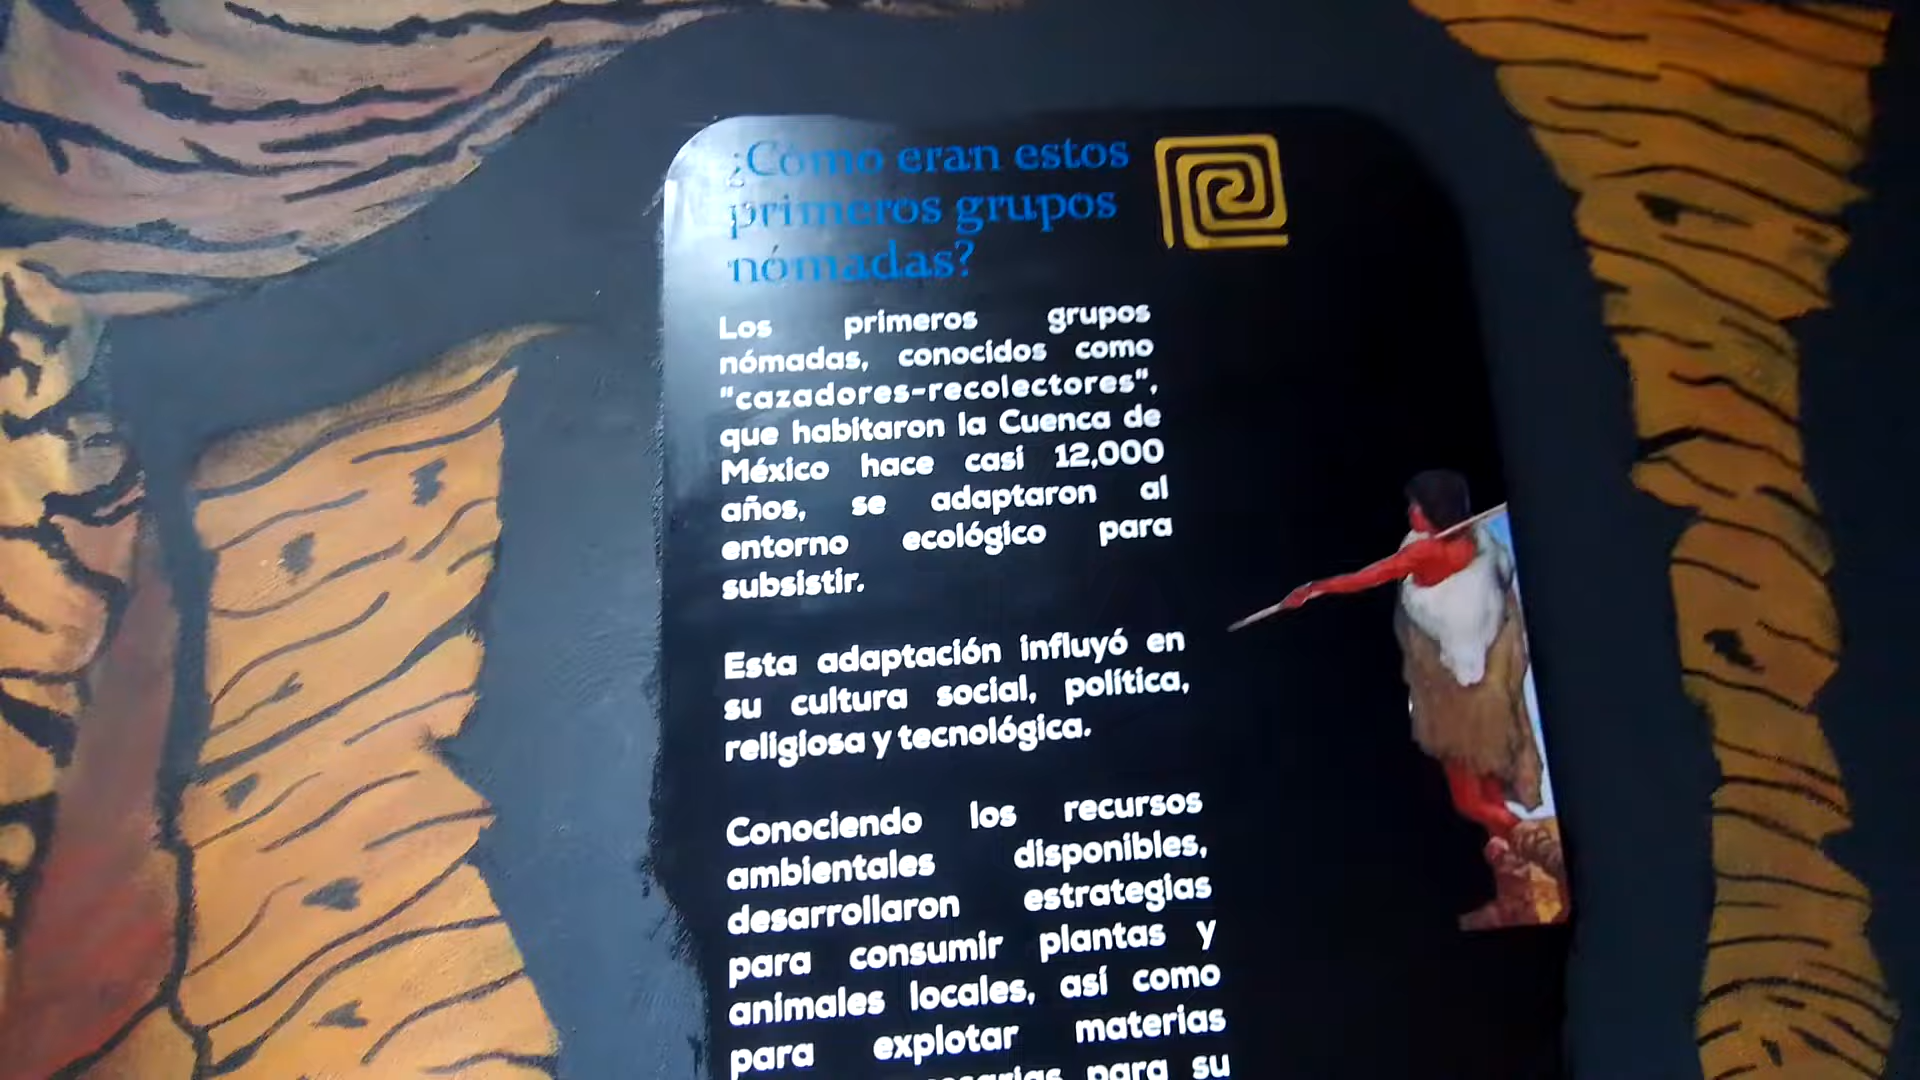 ¿Cómo eran estos
primeros grupos
nómadas?
Los primeros grupos
nómadas, conocidos como
"cazadores-recolectores",
que habitaron la Cuenca de
México hace casi 12,000
años, se adaptaron al
entorno ecológico para
subsistir.
Esta adaptación influyó en
su cultura social, política,
religiosa y tecnológica.
Conociendo los recursos
ambientales disponibles,
desarrollaron estrategias
para consumir plantas y
animales locales, así como
para explotar materias
para su